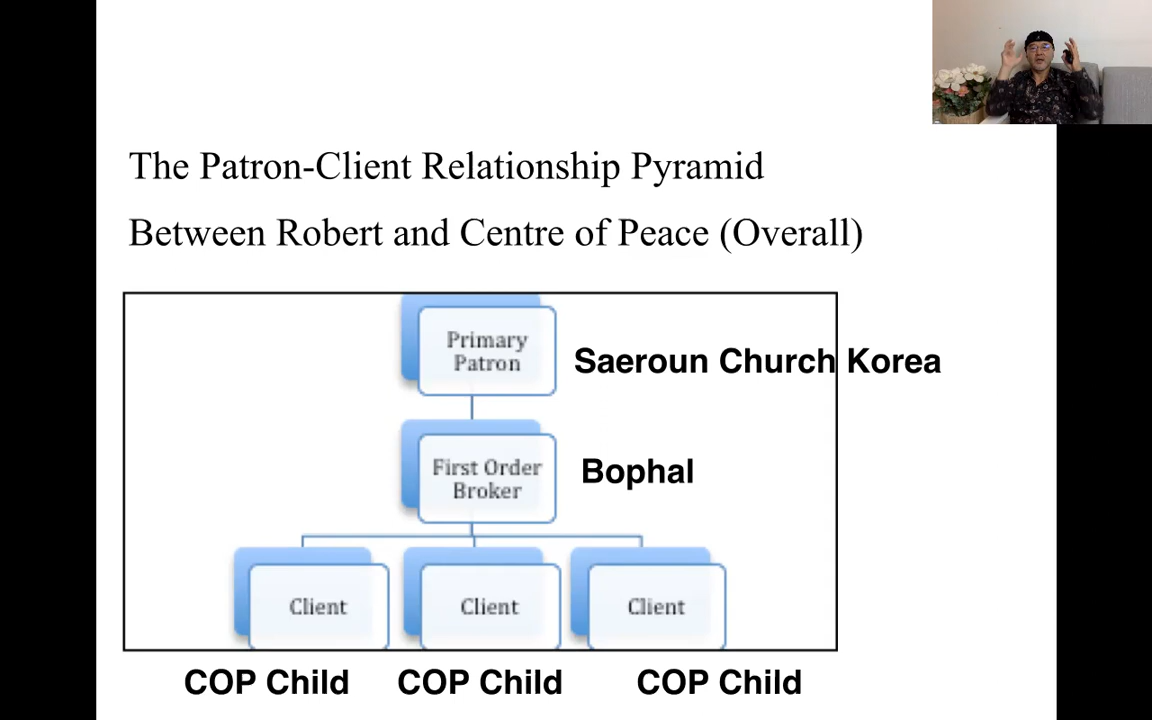 The Patron-Client Relationship Pyramid
Between Robert and Centre of Peace (Overall)
Primary
Patron
Saeroun Church Korea
First Order
Broker
Bophal
Client
Client
Client
COP Child
COP Child
COP Child